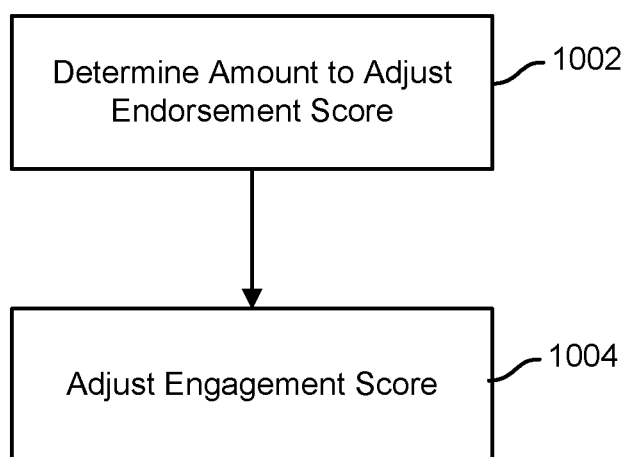 Determine Amount to Adjust
Endorsement Score
1002
Adjust Engagement Score
1004